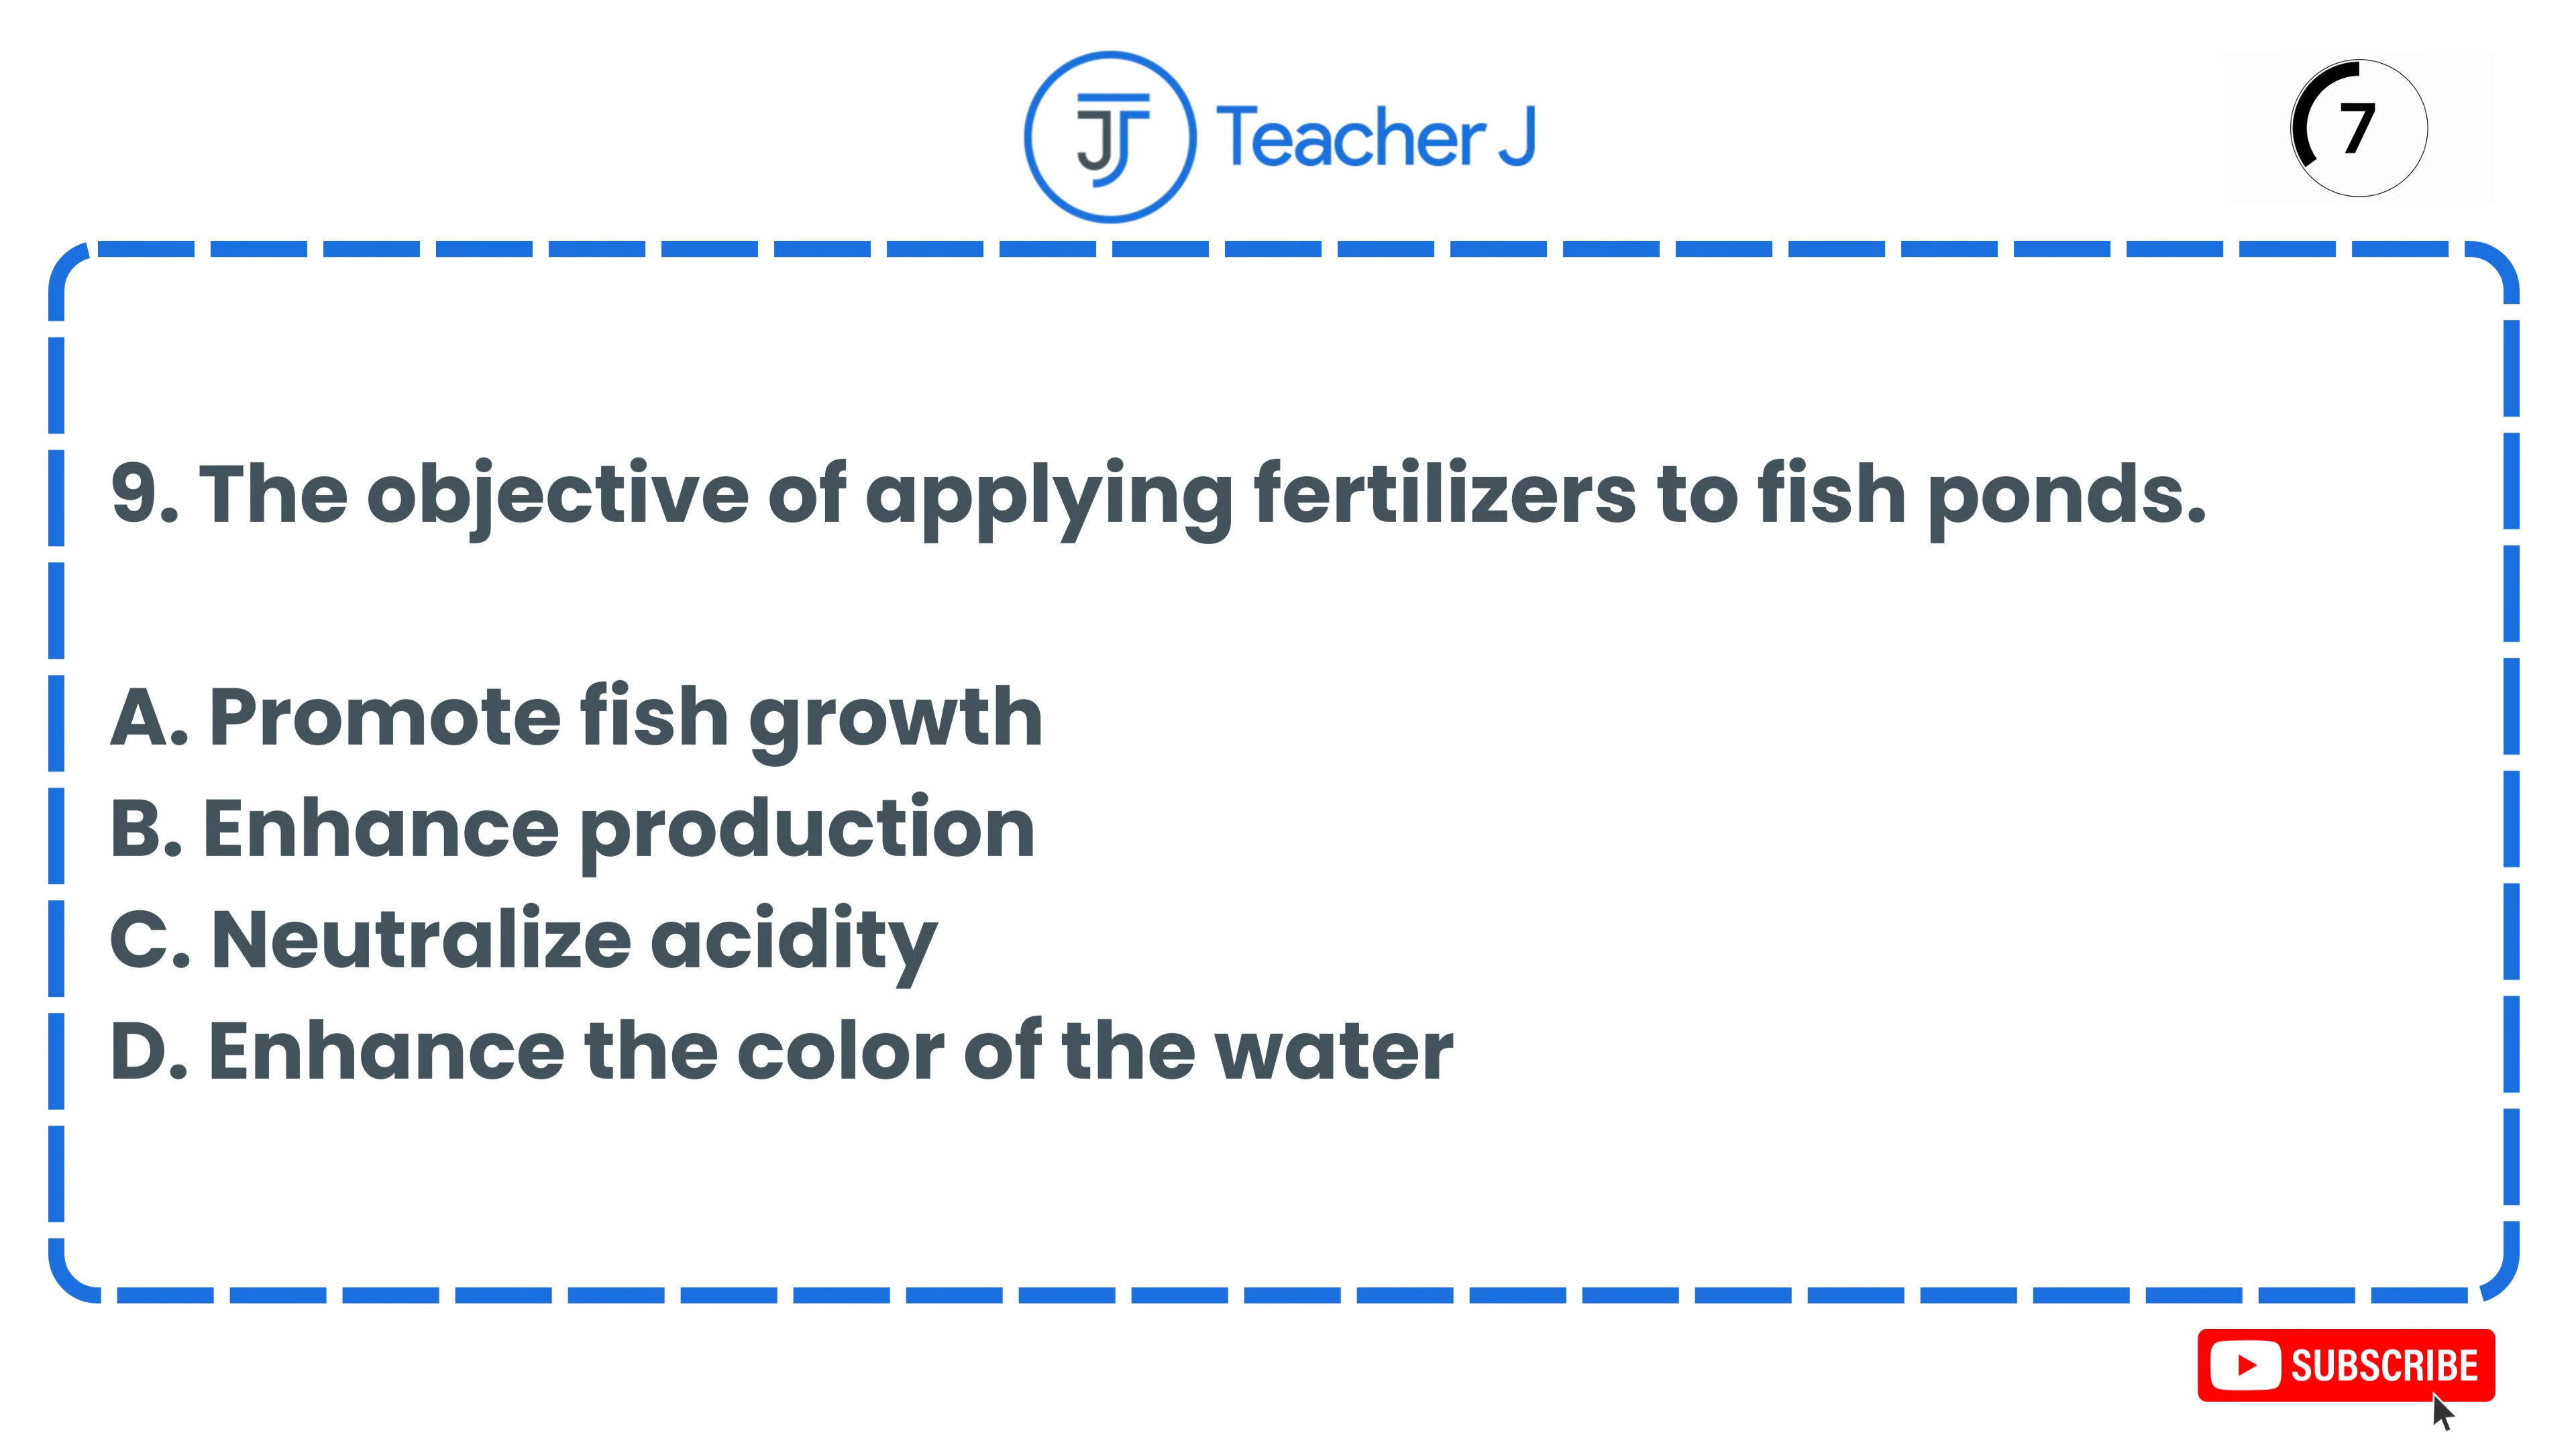 JT Teacher J
7
9. The objective of applying fertilizers to fish ponds.
A. Promote fish growth
B. Enhance production
C. Neutralize acidity
D. Enhance the color of the water
SUBSCRIBE